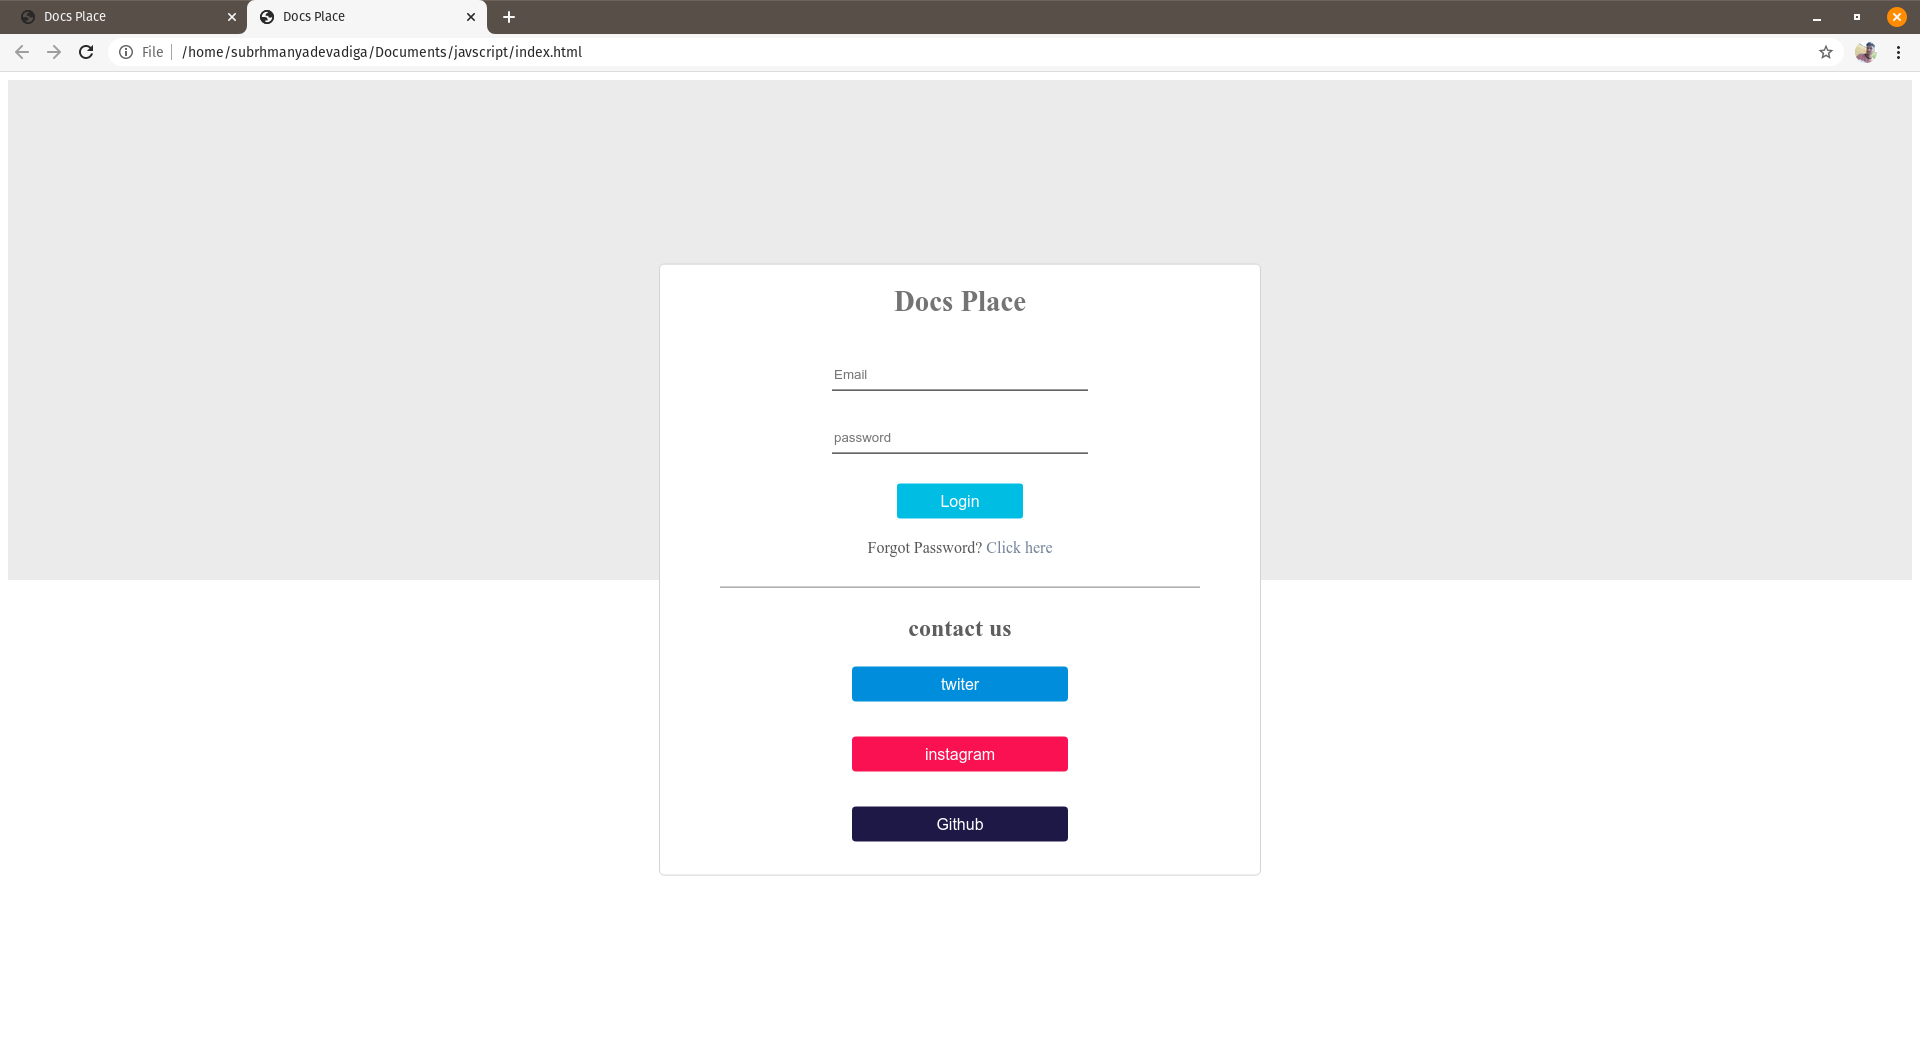 Docs Place
Docs Place
File
/home/subrhmanyadevadiga/Documents/javscript/index.html
Docs Place
Email
password
Login
Forgot Password? Click here
contact us
twiter
instagram
Github